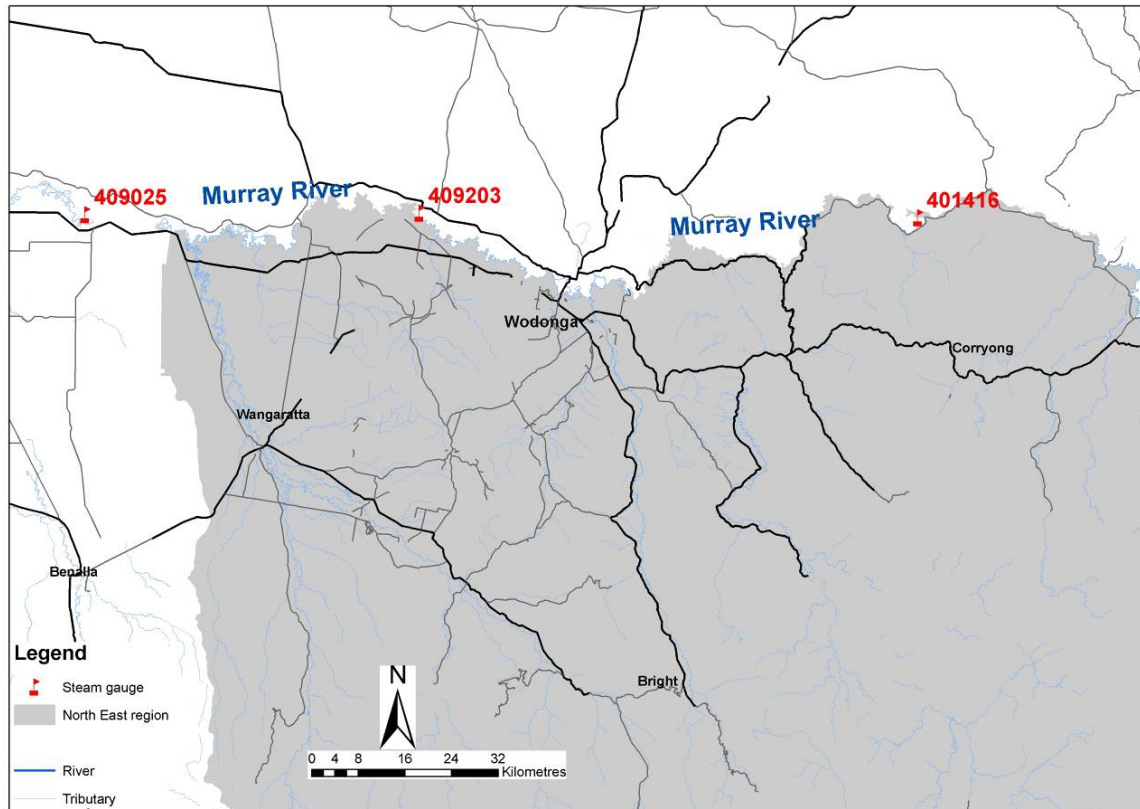 409025
Murray River
409203
Murray River
401416
Wodonga
Corryong
Wangaratta
Benalla
Bright
Legend
Steam gauge
North East region
River
Tributary
N
0 4 8 16 24 32
Kilometres